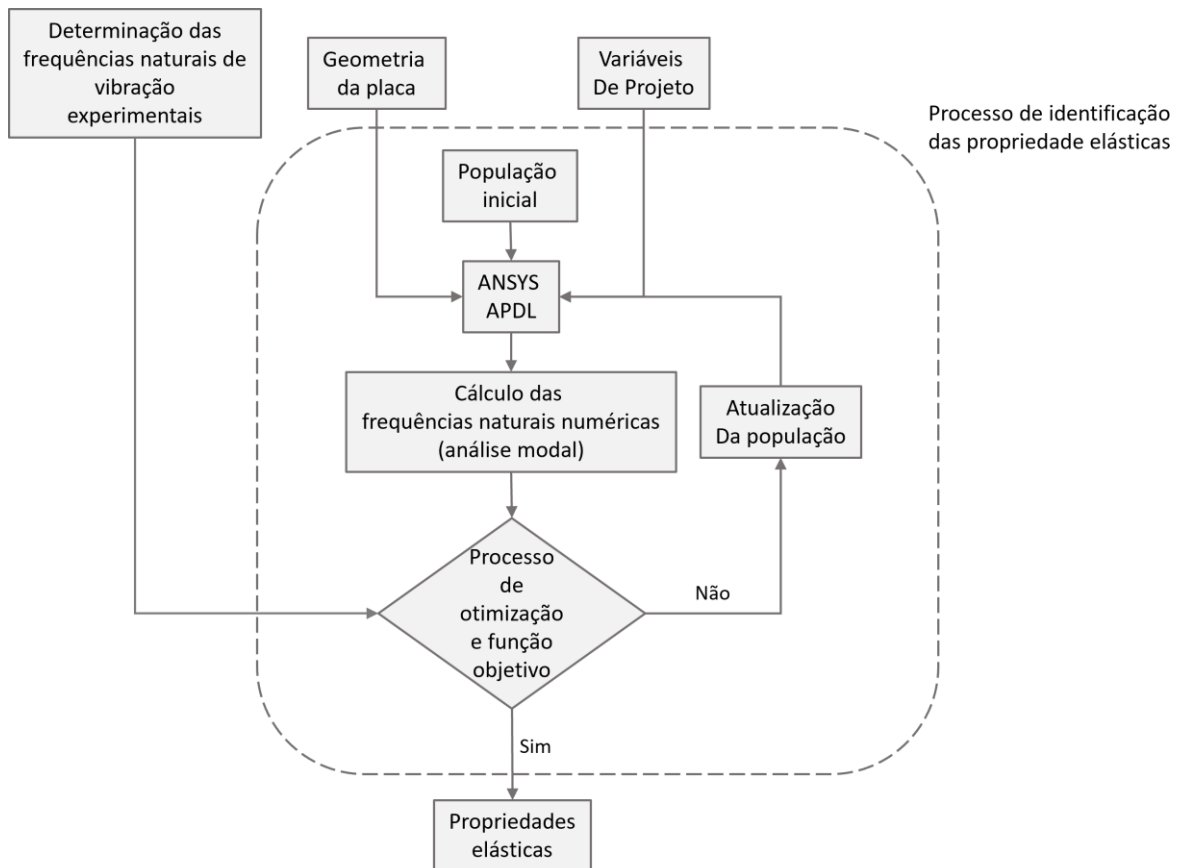 Determinação das
frequências naturais de
vibração
experimentais
Geometria
da placa
Variáveis
De Projeto
Processo de identificação
das propriedade elásticas
População
inicial
ANSYS
APDL
Cálculo das
frequências naturais numéricas
(análise modal)
Atualização
Da população
Processo
de
otimização
e função
objetivo
Não
Sim
Propriedades
elásticas